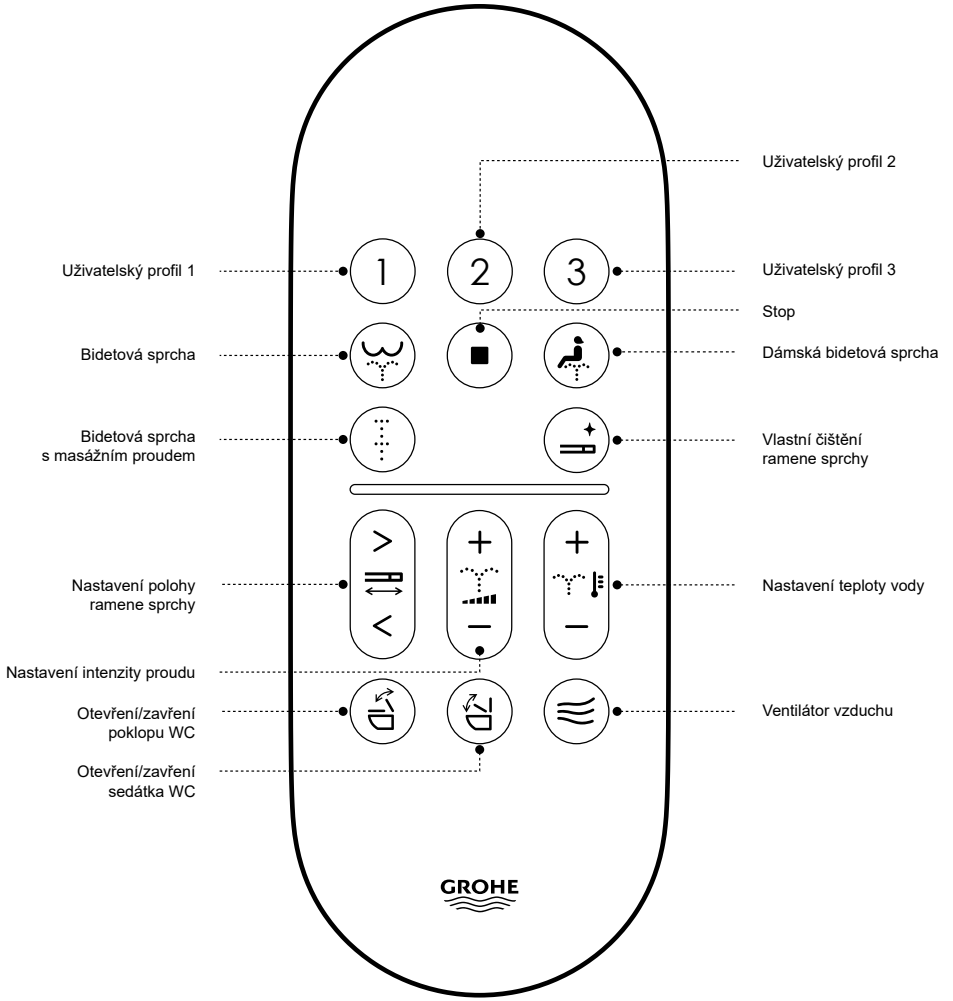 Uživatelský profil 2
Uživatelský profil 1
1
2
3
Uživatelský profil 3
Stop
Bidetová sprcha
Dámská bidetová sprcha
Bidetová sprcha
s masážním proudem
Vlastní čištění
ramene sprchy
>
+
+
Nastavení polohy
ramene sprchy
Nastavení teploty vody
<
−
−
Nastavení intenzity proudu
Otevření/zavření
poklopu WC
Ventilátor vzduchu
Otevření/zavření
sedátka WC
GROHE